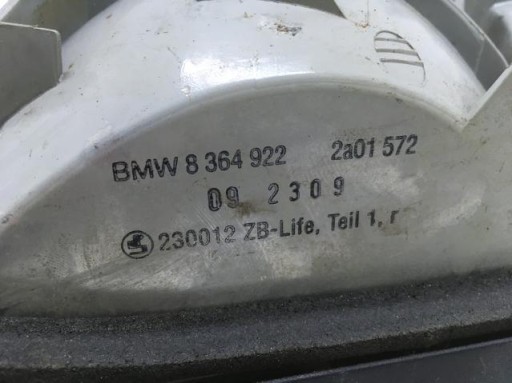 BMW 8 364 922 2a01 572
09 2309
230012 ZB-Life, Teil 1, r